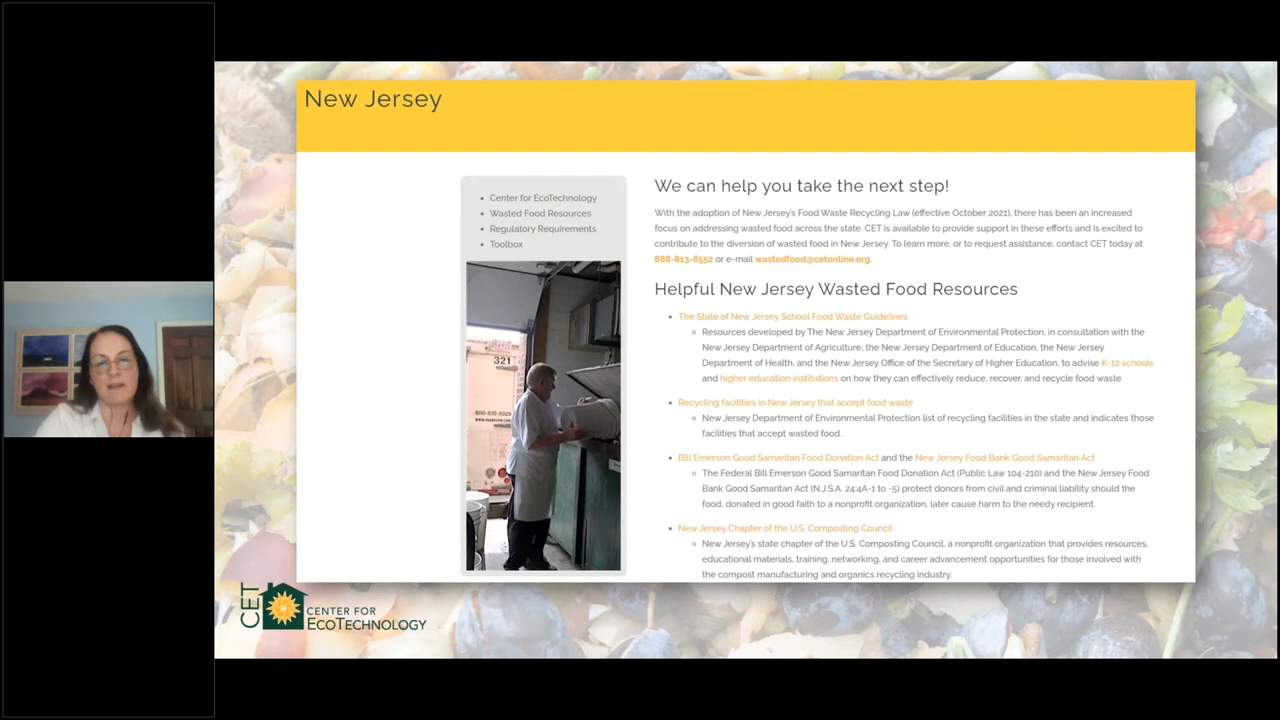 New Jersey
Center for EcoTechnology
Wasted Food Resources
Regulatory Requirements
Toolbox
321
We can help you take the next step!
With the adoption of New Jersey's Food Waste Recycling Law (effective October 2021), there has been an increased
focus on addressing wasted food across the state. CET is available to provide support in these efforts and is excited to
contribute to the diversion of wasted food in New Jersey. To learn more, or to request assistance, contact CET today at
888-813-8552 or e-mail wastedfood@cetonline.org.
Helpful New Jersey Wasted Food Resources
The State of New Jersey School Food Waste Guidelines
Resources developed by The New Jersey Department of Environmental Protection, in consultation with the
New Jersey Department of Agriculture, the New Jersey Department of Education, the New Jersey
Department of Health, and the New Jersey Office of the Secretary of Higher Education, to advise K-12 schools
and higher education institutions on how they can effectively reduce, recover, and recycle food waste.
Recycling facilities in New Jersey that accept food waste
New Jersey Department of Environmental Protection list of recycling facilities in the state and indicates those
facilities that accept wasted food.
Bill Emerson Good Samaritan Food Donation Act and the New Jersey Food Bank Good Samaritan Act
The Federal Bill Emerson Good Samaritan Food Donation Act (Public Law 104-210) and the New Jersey Food
Bank Good Samaritan Act (N.J.S.A. 24:4A-1 to -5) protect donors from civil and criminal liability should the
food, donated in good faith to a nonprofit organization, later cause harm to the needy recipient.
New Jersey Chapter of the U.S. Composting Council
New Jersey's state chapter of the U.S. Composting Council, a nonprofit organization that provides resources,
educational materials, training, networking, and career advancement opportunities for those involved with
the compost manufacturing and organics recycling industry.
CET
CENTER FOR
ECOTECHNOLOGY